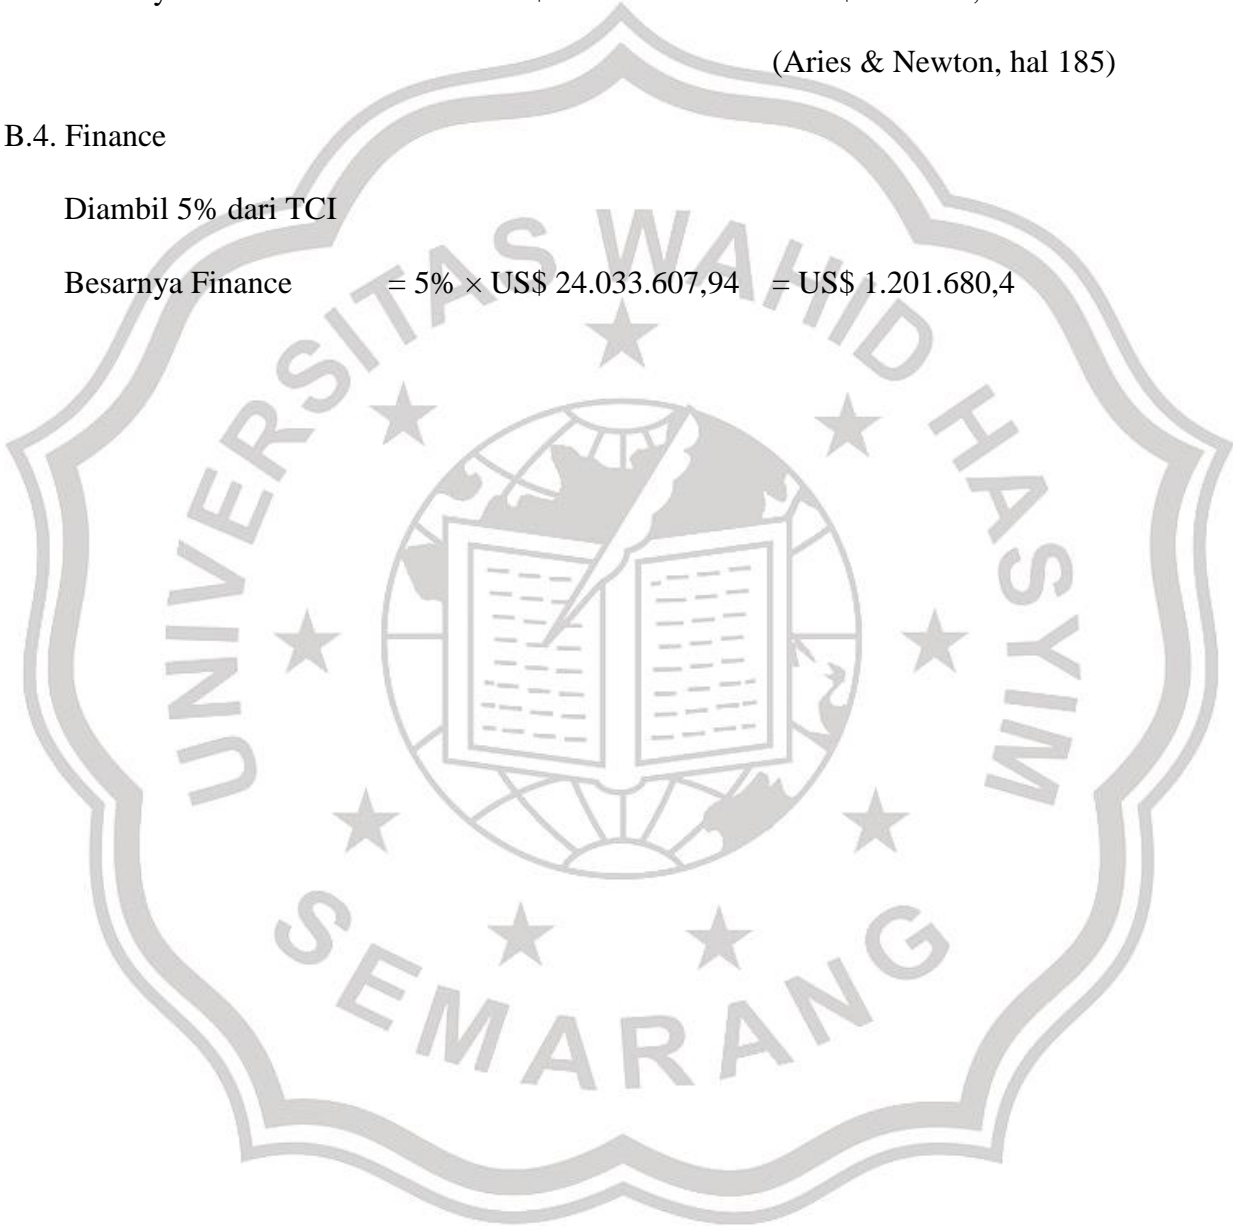 (Aries & Newton, hal 185)
B.4. Finance
Diambil 5% dari TCI
Besarnya Finance = 5% × US$ 24.033.607,94 = US$ 1.201.680,4
UNIVERSITAS WAHID HASYIM
SEMARANG